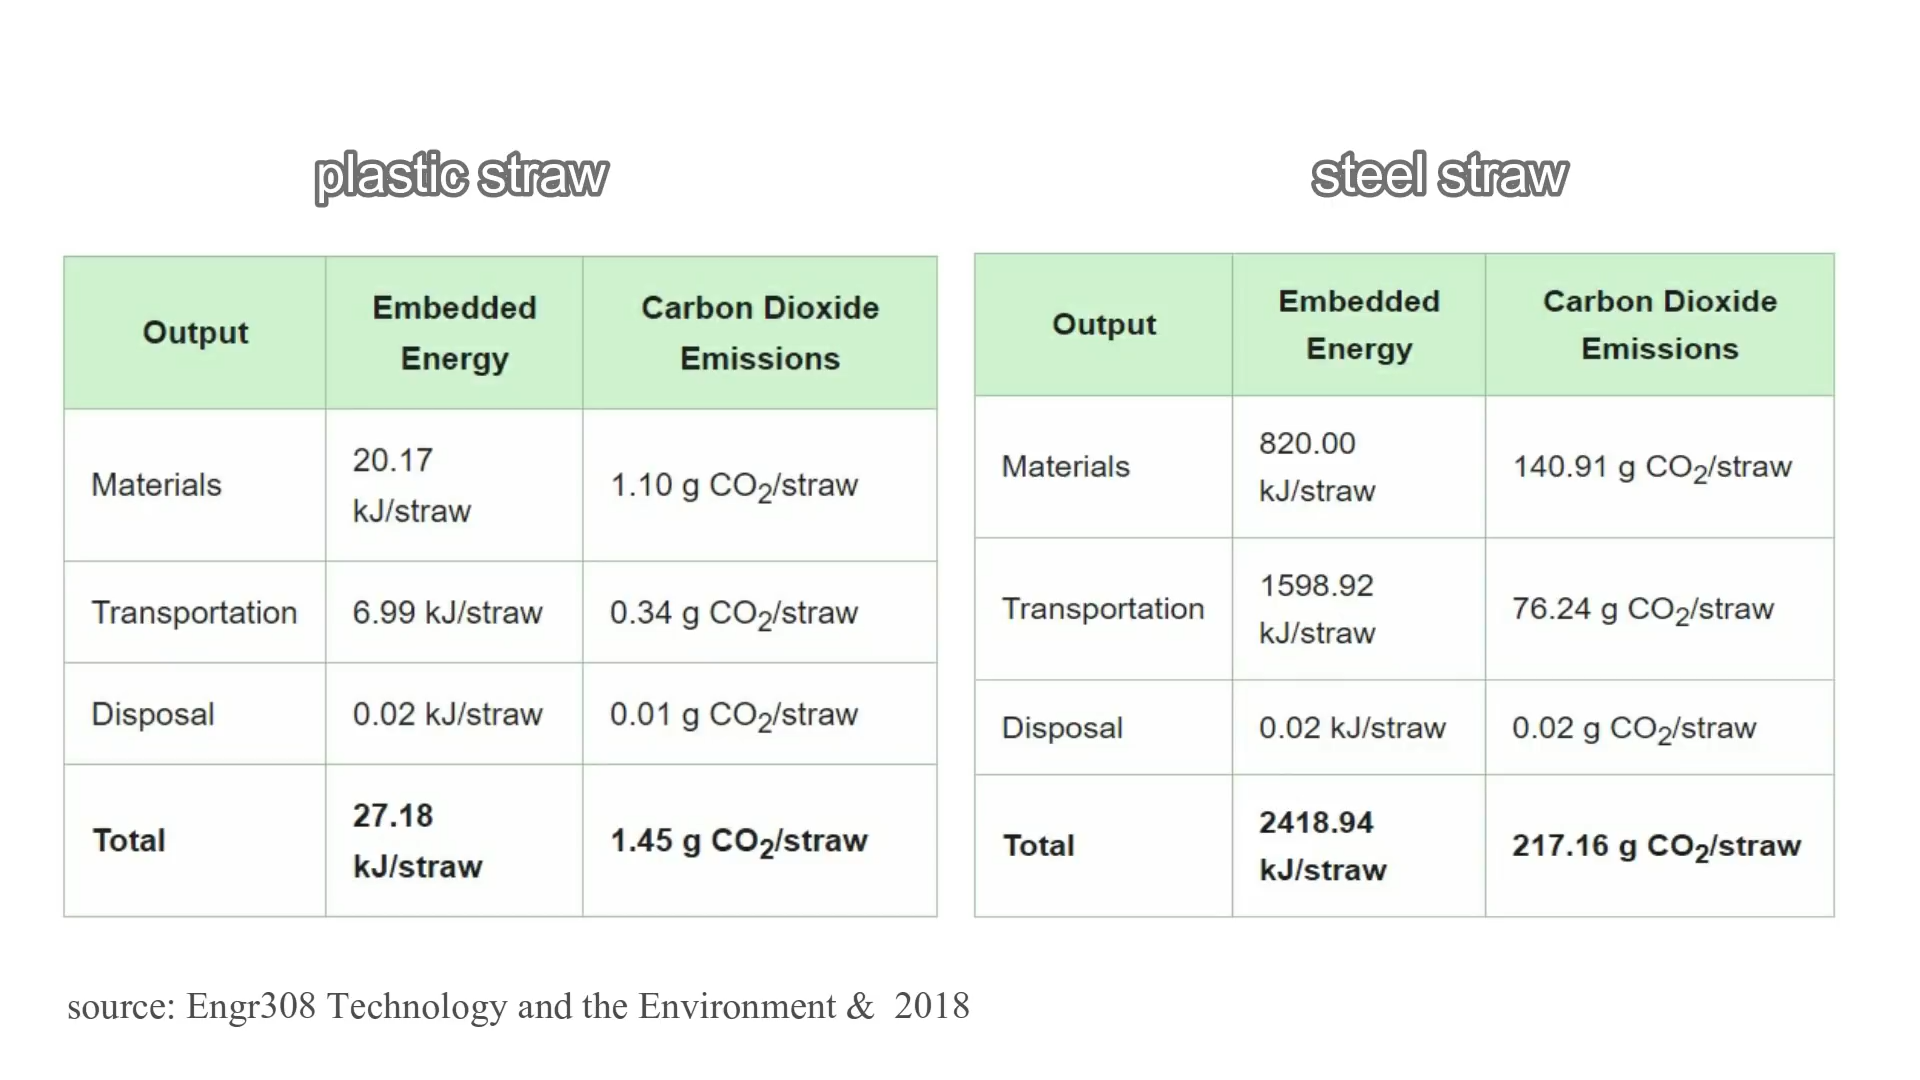 plastic straw
steel straw
Output
Embedded
Energy
Carbon Dioxide
Emissions
Materials
20.17
kJ/straw
1.10 g CO₂/straw
Transportation
6.99 kJ/straw
0.34 g CO₂/straw
Disposal
0.02 kJ/straw
0.01 g CO₂/straw
Total
27.18
kJ/straw
1.45 g CO₂/straw
Output
Embedded
Energy
Carbon Dioxide
Emissions
Materials
820.00
kJ/straw
140.91 g CO₂/straw
Transportation
1598.92
kJ/straw
76.24 g CO₂/straw
Disposal
0.02 kJ/straw
0.02 g CO₂/straw
Total
2418.94
kJ/straw
217.16 g CO₂/straw
source: Engr308 Technology and the Environment &  2018